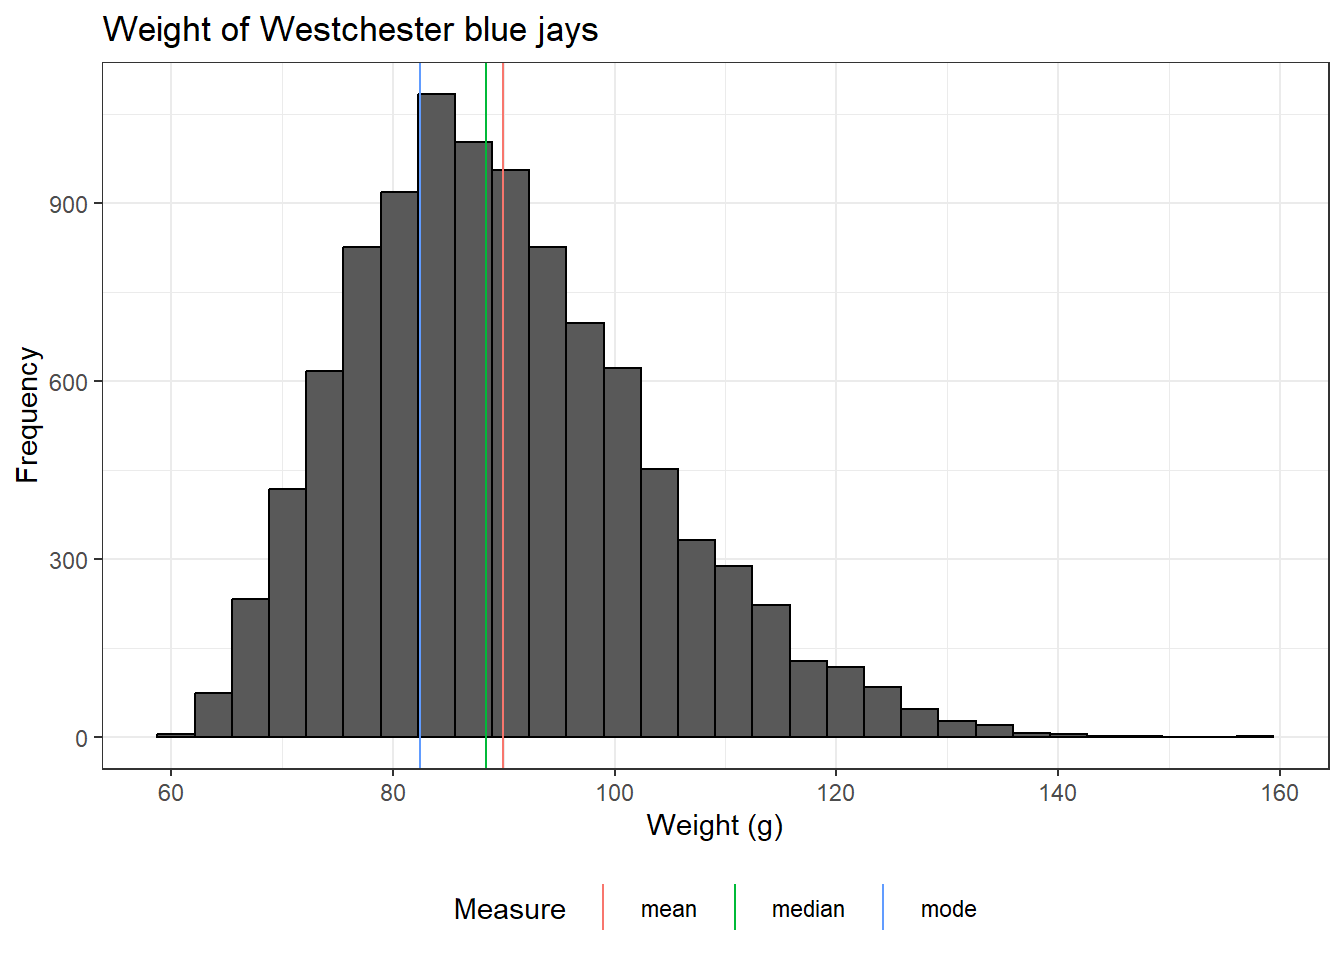 Weight of Westchester blue jays
Frequency
900
600
300
0
60 80 100 120 140 160
Weight (g)
Measure mean median mode